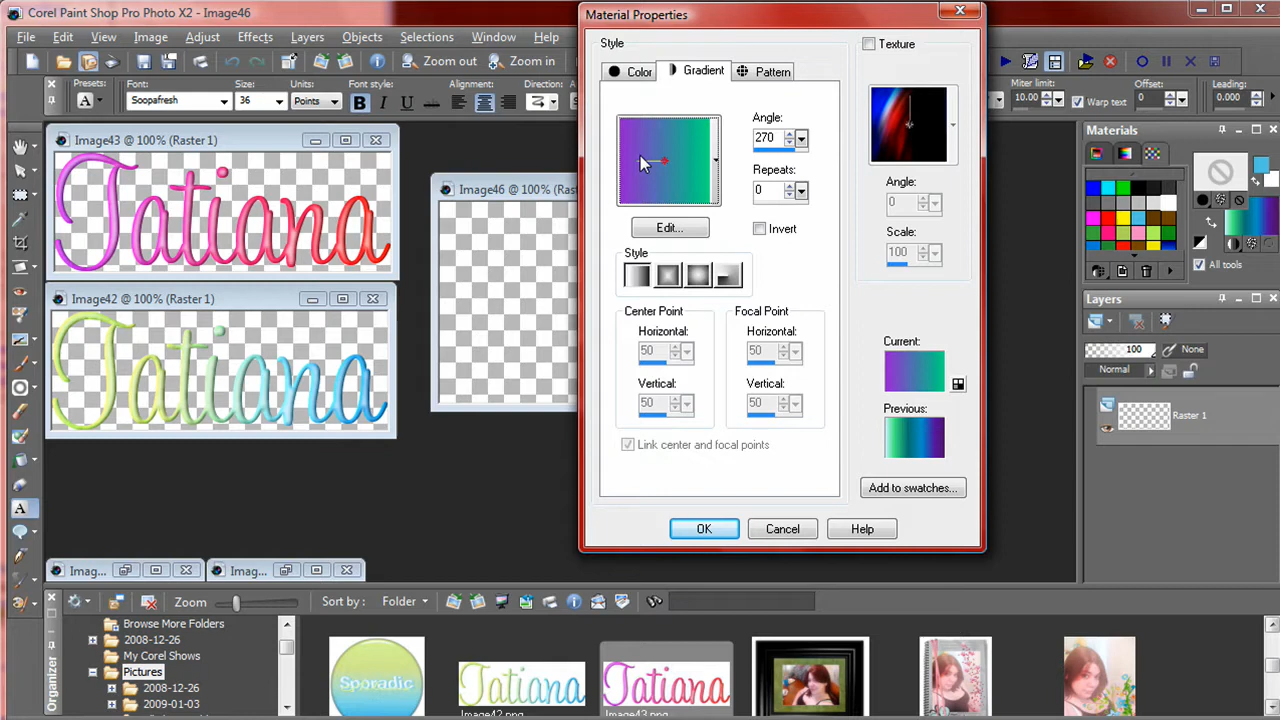 Corel Paint Shop Pro Photo X2 - Image46
File Edit View Image Adjust Effects Layers Objects Selections Window Help
Zoom out Zoom In
Presets: Font: Size: Units: Font style: Alignment: Direction:
A Soopafresh 36 Points B I U A
Miter limit: Offset: Leading:
10.00 Warp text 0 0.000
Image43 @ 100% (Raster 1)
Tatiana
Image42 @ 100% (Raster 1)
Tatiana
Image46 @ 100%
Imag...
Imag...
Material Properties
Style
Color Gradient Pattern
Angle:
270
Repeats:
0
Edit...
Invert
Style
Center Point
Horizontal:
50
Vertical:
50
Focal Point
Horizontal:
50
Vertical:
50
Link center and focal points
Texture
Angle:
0
Scale:
100
Current:
Previous:
Add to swatches...
OK Cancel Help
Materials
All tools
Layers
100 None
Normal
Raster 1
Zoom Sort by: Folder
Browse More Folders
2008-12-26
My Corel Shows
Pictures
2008-12-26
2009-01-03
Organizer
Sporadic
Tatiana
Image42.png
Tatiana
Image43.png